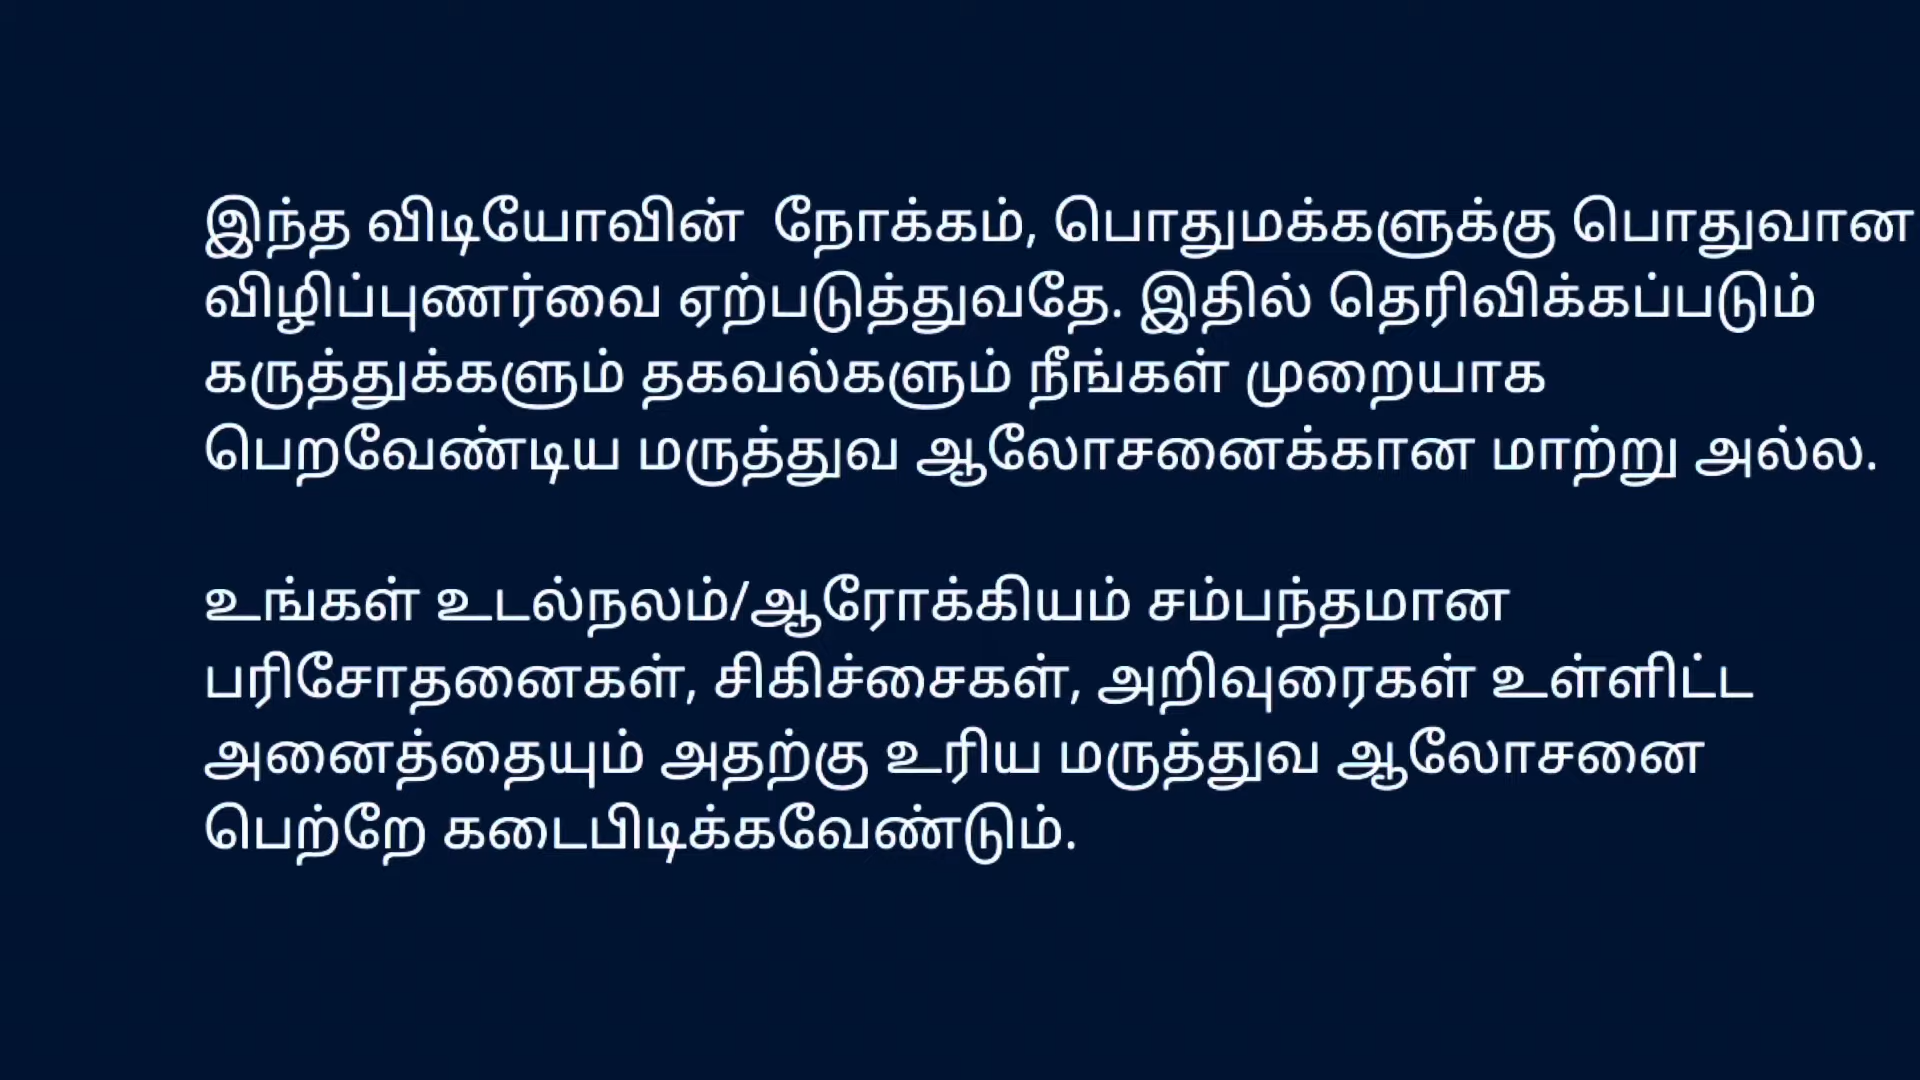 இந்த விடியோவின்  நோக்கம், பொதுமக்களுக்கு பொதுவான
விழிப்புணர்வை ஏற்படுத்துவதே. இதில் தெரிவிக்கப்படும்
கருத்துக்களும் தகவல்களும் நீங்கள் முறையாக
பெறவேண்டிய மருத்துவ ஆலோசனைக்கான மாற்று அல்ல.
உங்கள் உடல்நலம்/ஆரோக்கியம் சம்பந்தமான
பரிசோதனைகள், சிகிச்சைகள், அறிவுரைகள் உள்ளிட்ட
அனைத்தையும் அதற்கு உரிய மருத்துவ ஆலோசனை
பெற்றே கடைபிடிக்கவேண்டும்.